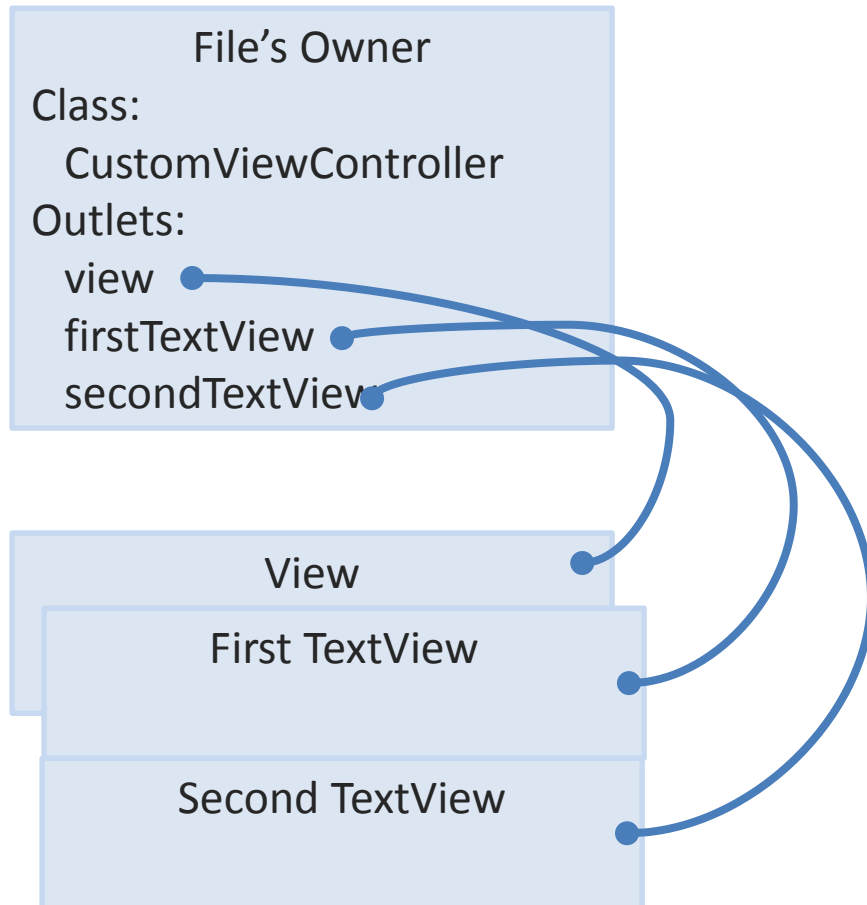 File’s Owner
Class:
CustomViewController
Outlets:
view
firstTextView
secondTextView
View
First TextView
Second TextView